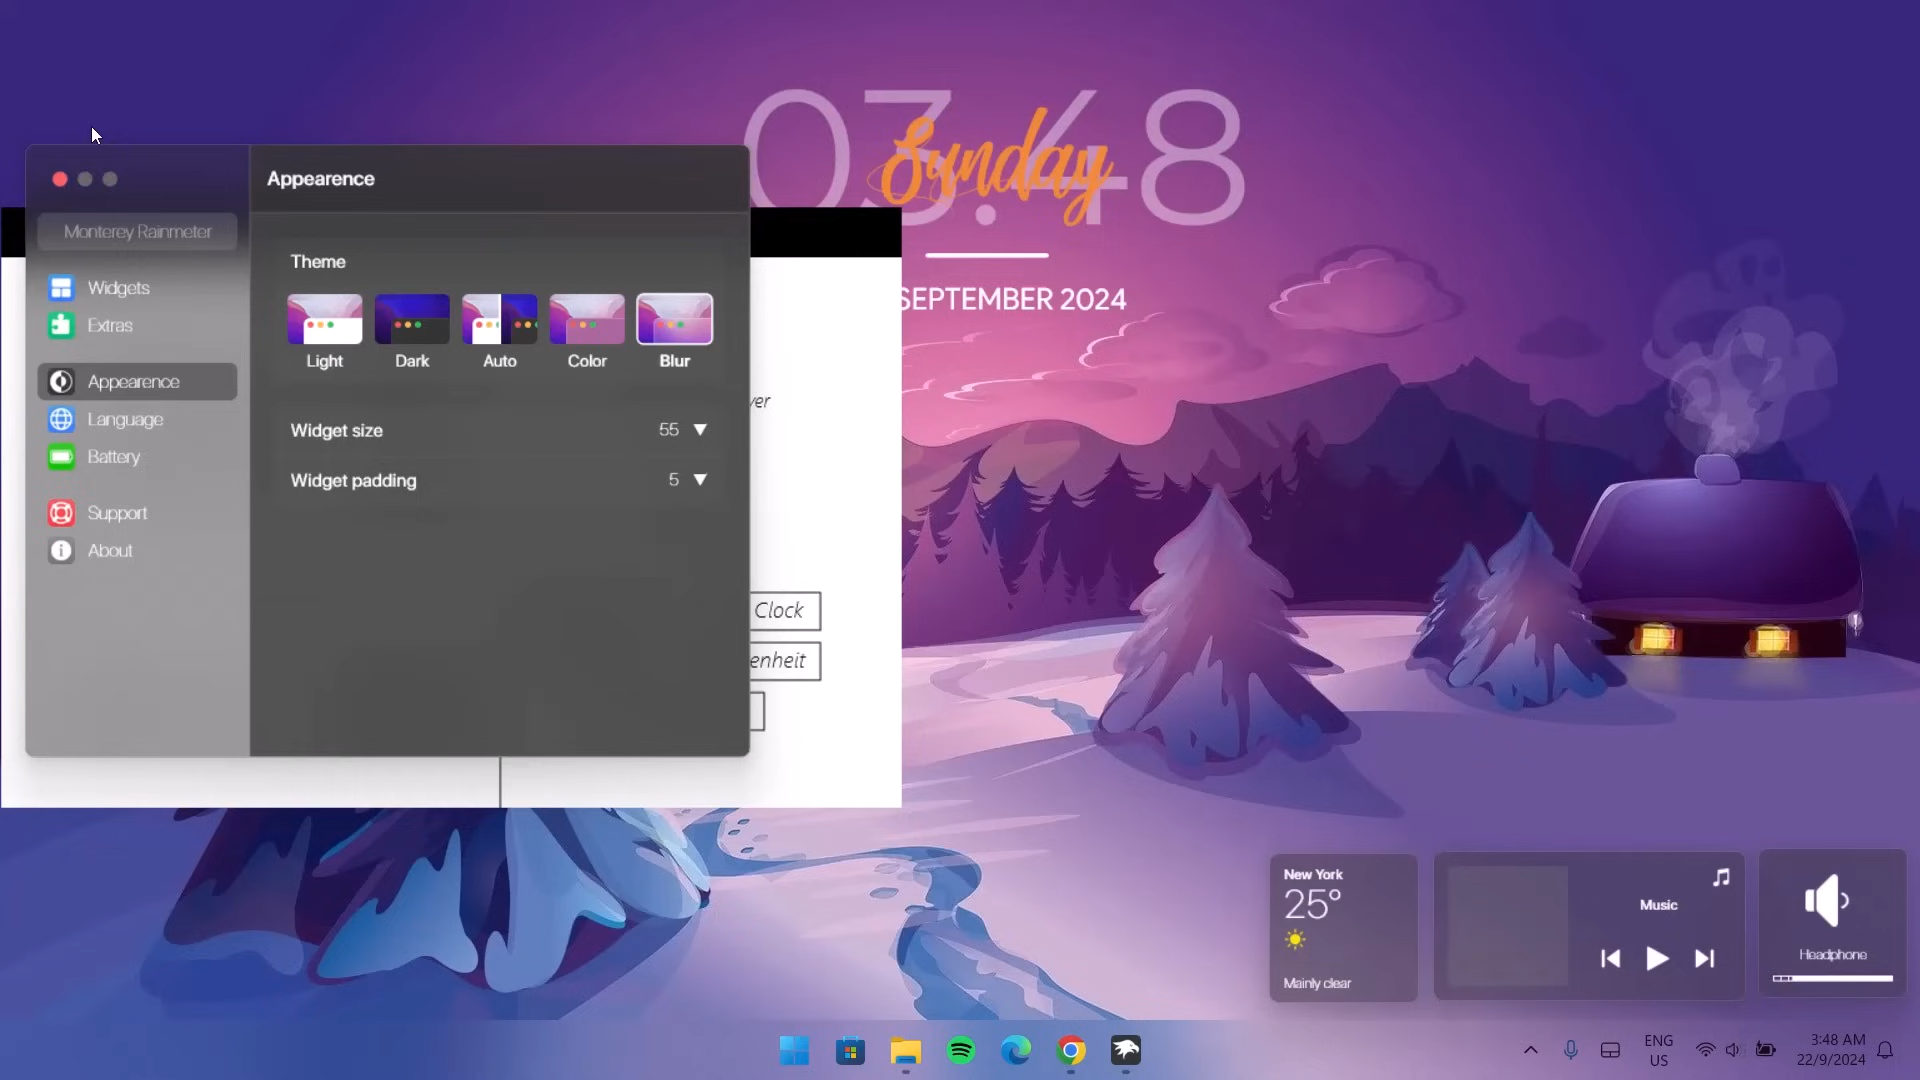 03.48
Sunday
SEPTEMBER 2024
Appearence
Monterey Rainmeter
Widgets
Extras
Appearence
Language
Battery
Support
About
Theme
Light
Dark
Auto
Color
Blur
Widget size
55
Widget padding
5
Clock
enheit
New York
25°
Mainly clear
Music
Headphone
ENG
US
3:48 AM
22/9/2024